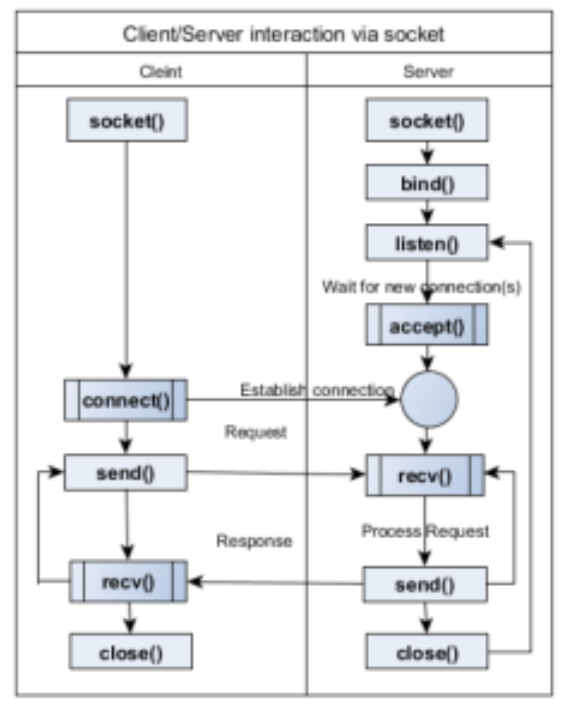 Client/Server interaction via socket
Cleint
Server
socket()
socket()
bind()
listen()
Wait for new connection(s)
accept()
connect()
Establish connection
Request
send()
recv()
Process Request
Response
recv()
send()
close()
close()